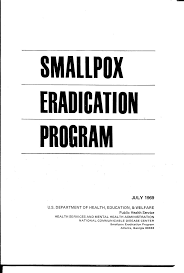 SMALLPOX
ERADICATION
PROGRAM
JULY 1968
U.S. DEPARTMENT OF HEALTH, EDUCATION, & WELFARE
Public Health Service
HEALTH SERVICES AND MENTAL HEALTH ADMINISTRATION
NATIONAL COMMUNICABLE DISEASE CENTER
Smallpox Eradication Program
Atlanta, Georgia 30333